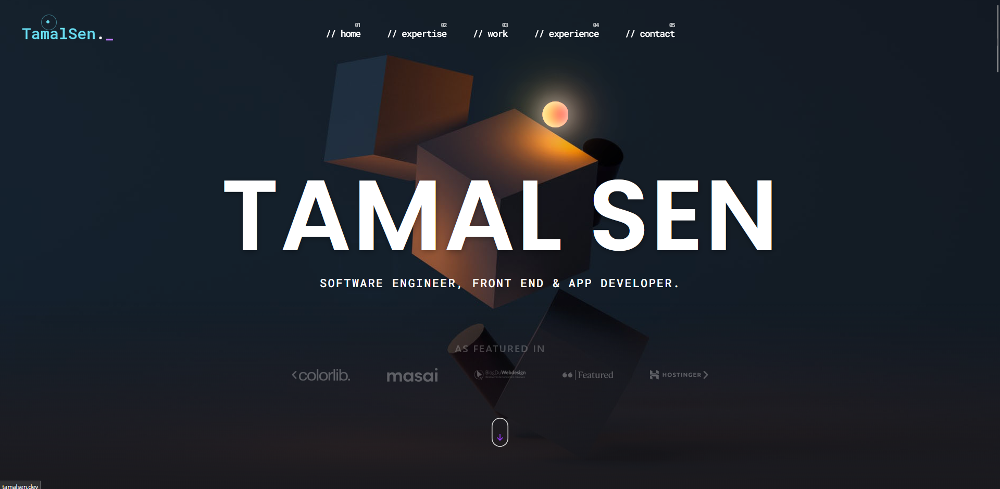 TamalSen._
01
// home
02
// expertise
03
// work
04
// experience
05
// contact
TAMAL SEN
SOFTWARE ENGINEER, FRONT END & APP DEVELOPER.
AS FEATURED IN
colorlib.
masai
BlogDuWebdesign
Featured
HOSTINGER
tamalsen.dev